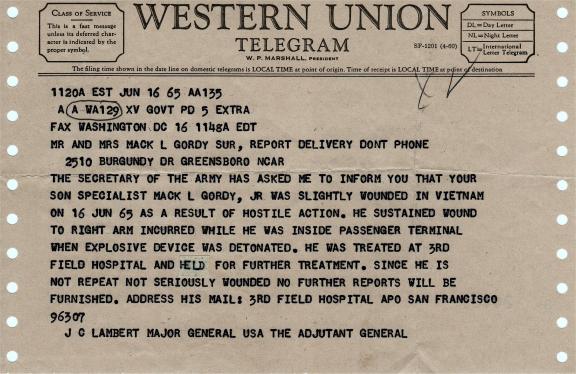 CLASS OF SERVICE
This is a fast message
unless its deferred char-
acter is indicated by the
proper symbol.
WESTERN UNION
TELEGRAM
W. P. MARSHALL, PRESIDENT
SF-1201 (4-60)
SYMBOLS
DL=Day Letter
NL=Night Letter
LT=International Letter Telegram
The filing time shown in the date line on domestic telegrams is LOCAL TIME at point of origin. Time of receipt is LOCAL TIME at point of destination
1120A EST JUN 16 65 AA135
A A WA129 XV GOVT PD 5 EXTRA
FAX WASHINGTON DC 16 1148A EDT
MR AND MRS MACK L GORDY SUR, REPORT DELIVERY DONT PHONE
2510 BURGUNDY DR GREENSBORO NCAR
THE SECRETARY OF THE ARMY HAS ASKED ME TO INFORM YOU THAT YOUR
SON SPECIALIST MACK L GORDY, JR WAS SLIGHTLY WOUNDED IN VIETNAM
ON 16 JUN 65 AS A RESULT OF HOSTILE ACTION. HE SUSTAINED WOUND
TO RIGHT ARM INCURRED WHILE HE WAS INSIDE PASSENGER TERMINAL
WHEN EXPLOSIVE DEVICE WAS DETONATED. HE WAS TREATED AT 3RD
FIELD HOSPITAL AND HELD FOR FURTHER TREATMENT. SINCE HE IS
NOT REPEAT NOT SERIOUSLY WOUNDED NO FURTHER REPORTS WILL BE
FURNISHED. ADDRESS HIS MAIL: 3RD FIELD HOSPITAL APO SAN FRANCISCO
96307
J C LAMBERT MAJOR GENERAL USA THE ADJUTANT GENERAL